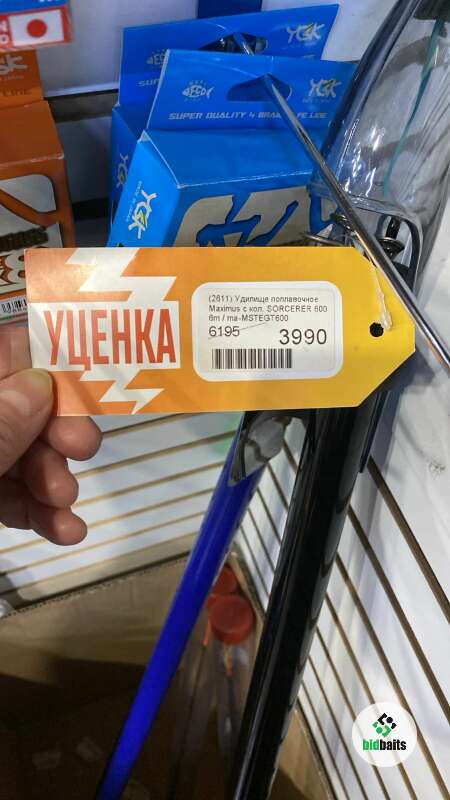 YGK
YGK
SUPER QUALITY 4 BRAID PE LINE
YGK
УЦЕНКА
(2611) Удилище поплавочное
Maximus с кол. SORCERER 600
6m / ma-MSTEGT600
6195 3990
bidbaits